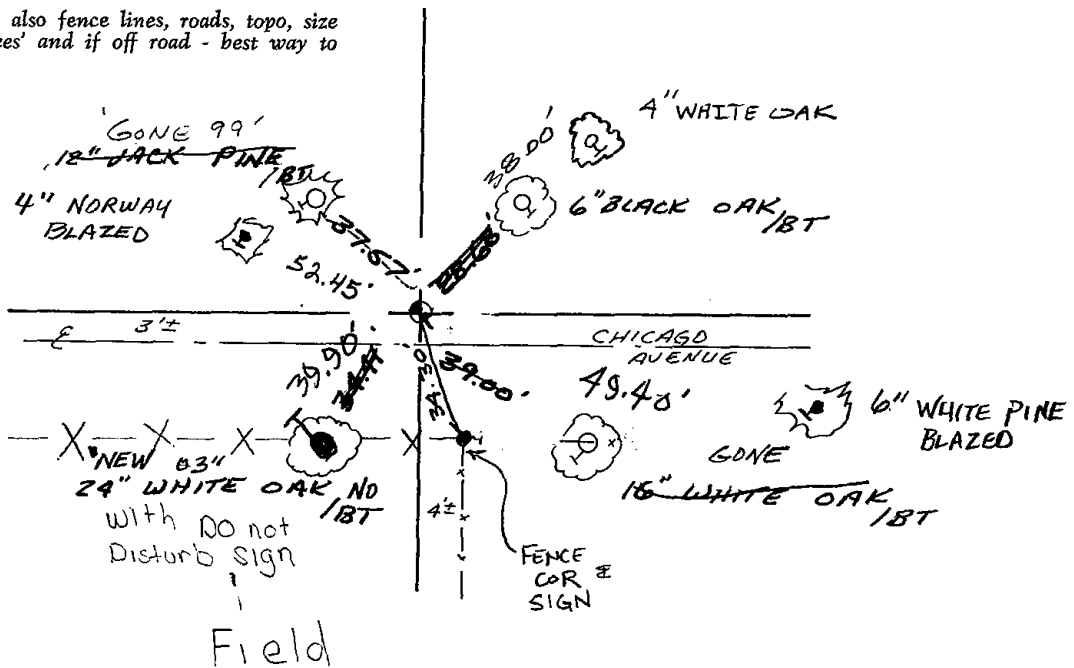 also fence lines, roads, topo, size
es' and if off road - best way to
'GONE 99'
12" JACK PINE
/BT
4" NORWAY
BLAZED
37.67'
52.45'
38.00'
4" WHITE OAK
6" BLACK OAK
/BT
3'±
CHICAGO
AVENUE
39.90'
34.30
39.00'
49.40'
6" WHITE PINE
BLAZED
GONE
16" WHITE OAK
/BT
"NEW 03"
24" WHITE OAK NO
/BT
With DO not
Disturb Sign
4'±
FENCE
COR &
SIGN
Field